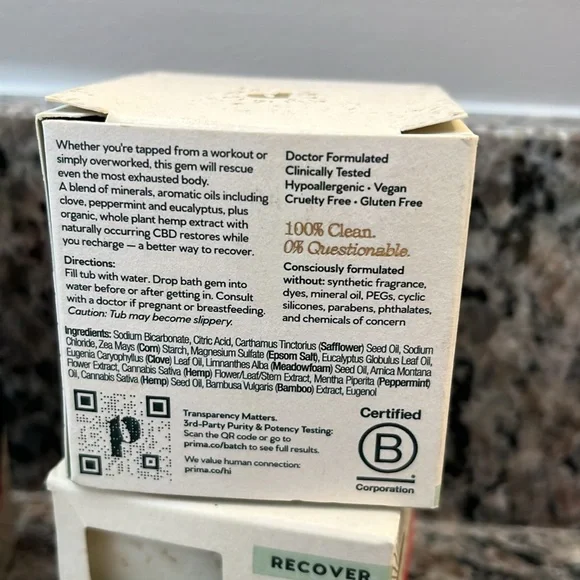 Whether you're tapped from a workout or
simply overworked, this gem will rescue
even the most exhausted body.
A blend of minerals, aromatic oils including
clove, peppermint and eucalyptus, plus
organic, whole plant hemp extract with
naturally occurring CBD restores while
you recharge — a better way to recover.
Directions:
Fill tub with water. Drop bath gem into
water before or after getting in. Consult
with a doctor if pregnant or breastfeeding.
Caution: Tub may become slippery.
Doctor Formulated
Clinically Tested
Hypoallergenic • Vegan
Cruelty Free • Gluten Free
100% Clean.
0% Questionable.
Consciously formulated
without: synthetic fragrance,
dyes, mineral oil, PEGs, cyclic
silicones, parabens, phthalates,
and chemicals of concern
Ingredients: Sodium Bicarbonate, Citric Acid, Carthamus Tinctorius (Safflower) Seed Oil, Sodium
Chloride, Zea Mays (Corn) Starch, Magnesium Sulfate (Epsom Salt), Eucalyptus Globulus Leaf Oil,
Eugenia Caryophyllus (Clove) Leaf Oil, Limnanthes Alba (Meadowfoam) Seed Oil, Arnica Montana
Flower Extract, Cannabis Sativa (Hemp) Flower/Leaf/Stem Extract, Mentha Piperita (Peppermint)
Oil, Cannabis Sativa (Hemp) Seed Oil, Bambusa Vulgaris (Bamboo) Extract, Eugenol
p
Transparency Matters.
3rd-Party Purity & Potency Testing:
Scan the QR code or go to
prima.co/batch to see full results.
We value human connection:
prima.co/hi
Certified
B
Corporation
RECOVER